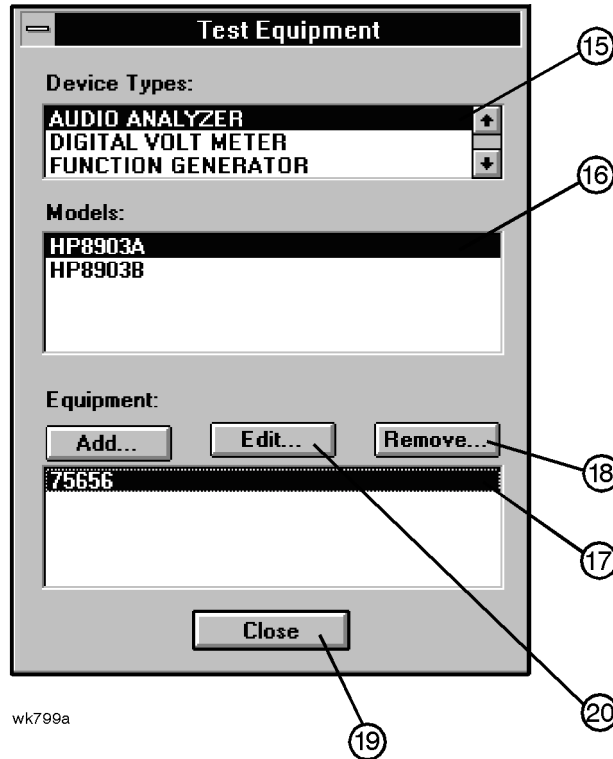 Test Equipment
15
Device Types:
AUDIO ANALYZER
DIGITAL VOLT METER
FUNCTION GENERATOR
16
Models:
HP8903A
HP8903B
Equipment:
Add... Edit... Remove...
18
75656
17
Close
wk799a
20
19